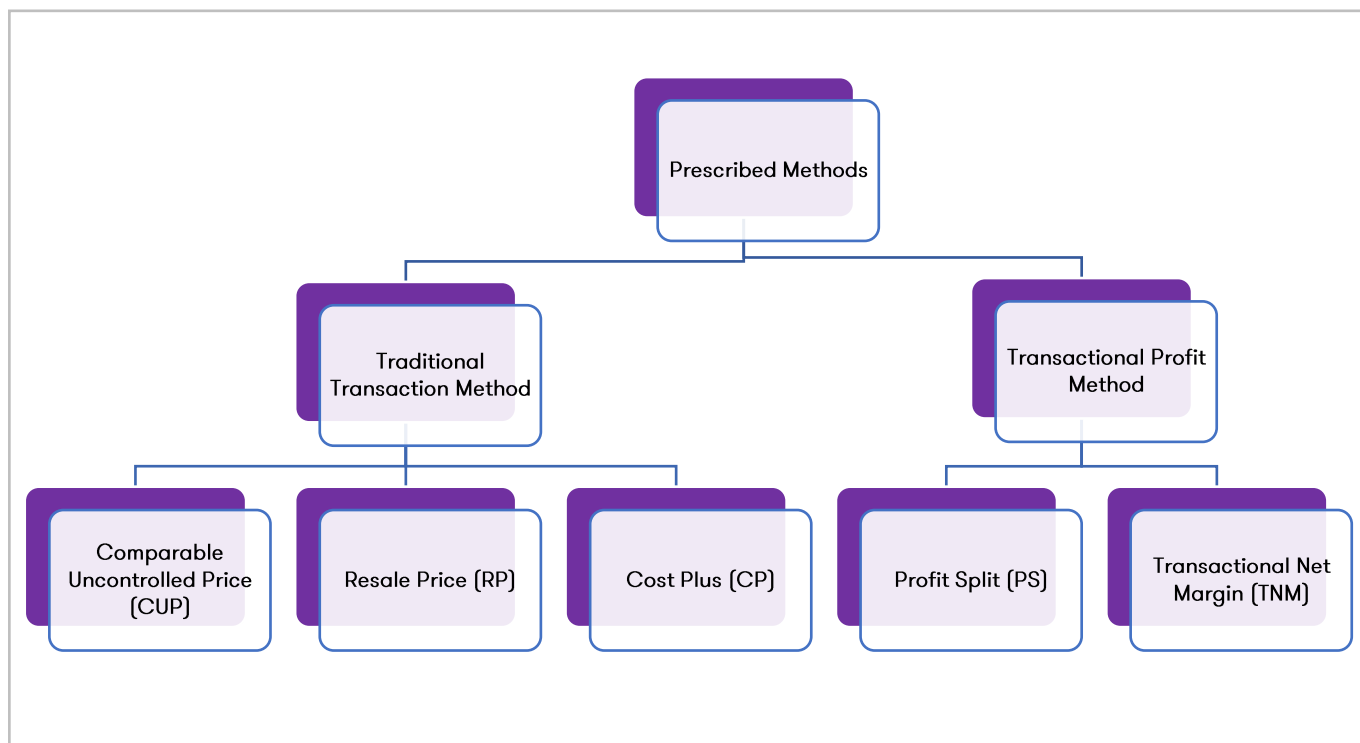 Prescribed Methods
Traditional
Transaction Method
Transactional Profit
Method
Comparable
Uncontrolled Price
(CUP)
Resale Price (RP)
Cost Plus (CP)
Profit Split (PS)
Transactional Net
Margin (TNM)